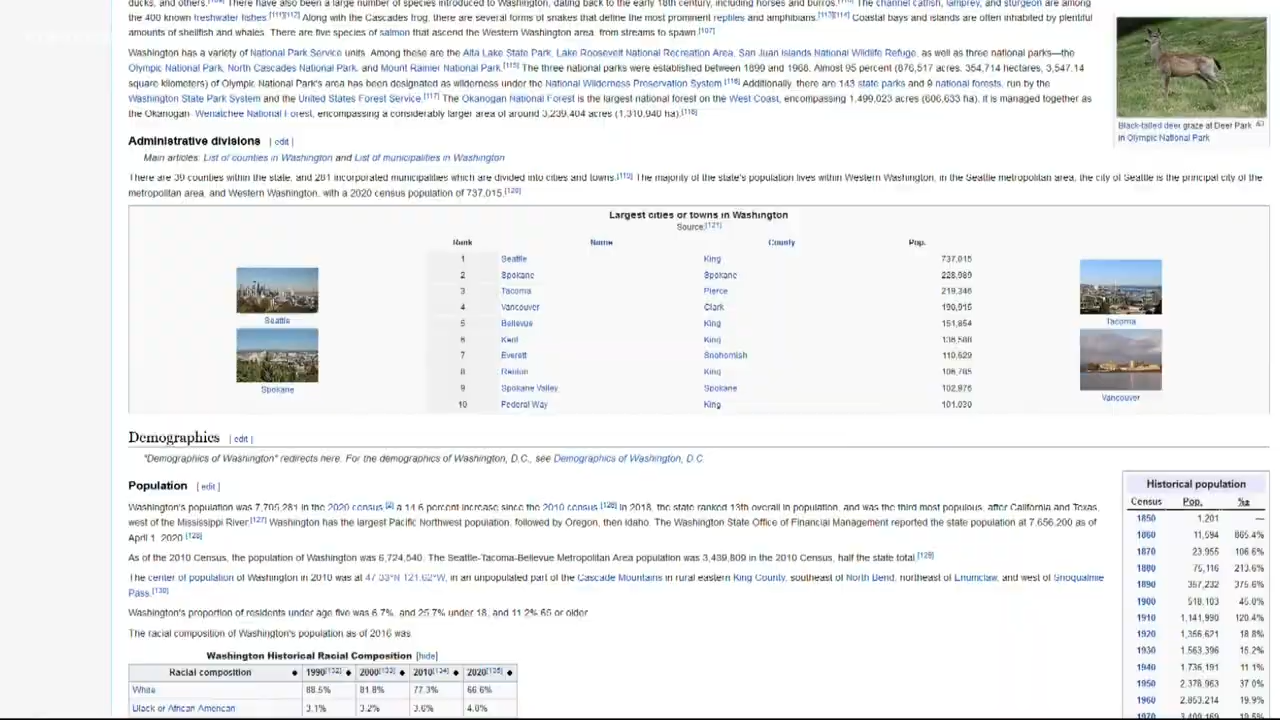 ducks, and others. There have also been a large number of species introduced to Washington, dating back to the early 18th century, including horses and burros. The channel catfish, lamprey, and sturgeon are among
the 400 known freshwater fishes.[111][112] Along with the Cascades frog, there are several forms of snakes that define the most prominent reptiles and amphibians.[113][114] Coastal bays and islands are often inhabited by plentiful
amounts of shellfish and whales. There are five species of salmon that ascend the Western Washington area, from streams to spawn.[107]
Washington has a variety of National Park Service units. Among these are the Alta Lake State Park, Lake Roosevelt National Recreation Area, San Juan Islands National Wildlife Refuge, as well as three national parks—the
Olympic National Park, North Cascades National Park, and Mount Rainier National Park.[115] The three national parks were established between 1899 and 1968. Almost 95 percent (876,517 acres, 354,714 hectares, 3,547.14
square kilometers) of Olympic National Park's area has been designated as wilderness under the National Wilderness Preservation System.[116] Additionally, there are 143 state parks and 9 national forests, run by the
Washington State Park System and the United States Forest Service.[117] The Okanogan National Forest is the largest national forest on the West Coast, encompassing 1,499,023 acres (606,633 ha). It is managed together as
the Okanogan–Wenatchee National Forest, encompassing a considerably larger area of around 3,239,404 acres (1,310,940 ha).[118]
Black-tailed deer graze at Deer Park
in Olympic National Park
Administrative divisions [ edit ]
Main articles: List of counties in Washington and List of municipalities in Washington
There are 39 counties within the state, and 281 incorporated municipalities which are divided into cities and towns.[119] The majority of the state's population lives within Western Washington, in the Seattle metropolitan area; the city of Seattle is the principal city of the
metropolitan area, and Western Washington, with a 2020 census population of 737,015.[120]
Largest cities or towns in Washington
Source:[121]
Rank Name County Pop.
1 Seattle King 737,015
2 Spokane Spokane 228,989
3 Tacoma Pierce 219,346
4 Vancouver Clark 190,915
5 Bellevue King 151,854
6 Kent King 136,588
7 Everett Snohomish 110,629
8 Renton King 106,785
9 Spokane Valley Spokane 102,976
10 Federal Way King 101,030
Seattle
Spokane
Tacoma
Vancouver
Demographics [ edit ]
"Demographics of Washington" redirects here. For the demographics of Washington, D.C., see Demographics of Washington, D.C.
Population [ edit ]
Washington's population was 7,705,281 in the 2020 census,[2] a 14.6 percent increase since the 2010 census.[126] In 2018, the state ranked 13th overall in population, and was the third most populous, after California and Texas,
west of the Mississippi River.[127] Washington has the largest Pacific Northwest population, followed by Oregon, then Idaho. The Washington State Office of Financial Management reported the state population at 7,656,200 as of
April 1, 2020.[128]
As of the 2010 Census, the population of Washington was 6,724,540. The Seattle-Tacoma-Bellevue Metropolitan Area population was 3,439,809 in the 2010 Census, half the state total.[129]
The center of population of Washington in 2010 was at 47.33°N 121.62°W, in an unpopulated part of the Cascade Mountains in rural eastern King County, southeast of North Bend, northeast of Enumclaw, and west of Snoqualmie
Pass.[130]
Washington's proportion of residents under age five was 6.7%, and 25.7% under 18, and 11.2% 65 or older.
The racial composition of Washington's population as of 2016 was
Washington Historical Racial Composition [hide]
Racial composition 1990[132] 2000[133] 2010[134] 2020[135]
White 88.5% 81.8% 77.3% 66.6%
Black or African American 3.1% 3.2% 3.6% 4.0%
Historical population
Census Pop. %±
1850 1,201 —
1860 11,594 865.4%
1870 23,955 106.6%
1880 75,116 213.6%
1890 357,232 375.6%
1900 518,103 45.0%
1910 1,141,990 120.4%
1920 1,356,621 18.8%
1930 1,563,396 15.2%
1940 1,736,191 11.1%
1950 2,378,963 37.0%
1960 2,853,214 19.9%
1970 3,409,169 19.5%